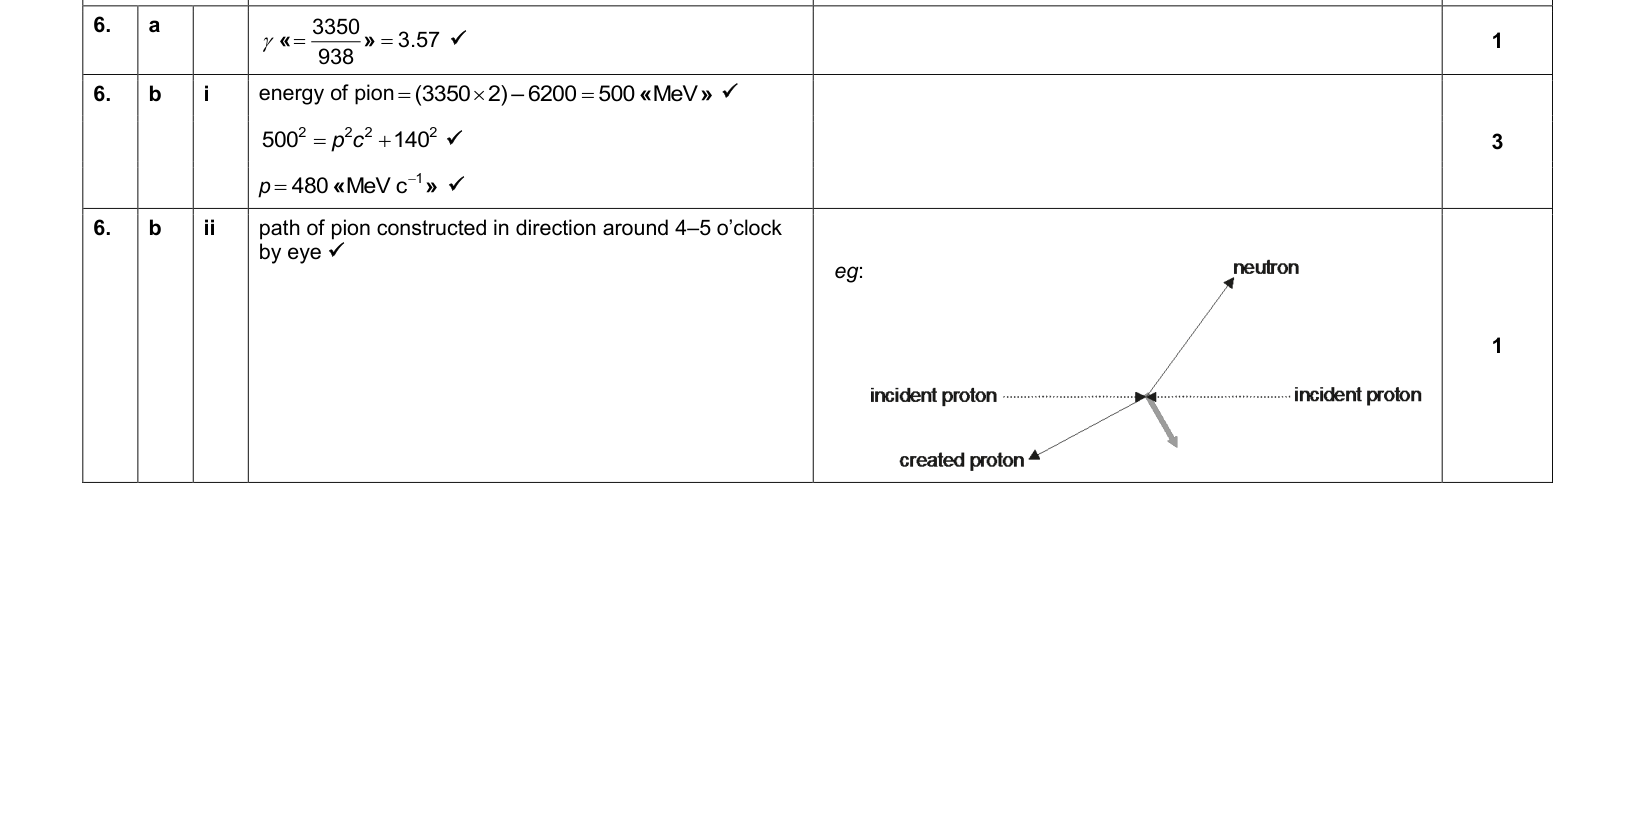 6. a γ «= 3350/938 » = 3.57 ✓ 1
6. b i energy of pion = (3350×2) – 6200 = 500 «MeV» ✓
500² = p²c² + 140² ✓
3
p = 480 «MeV c⁻¹» ✓
6. b ii path of pion constructed in direction around 4–5 o’clock
by eye ✓
eg:
neutron
1
incident proton incident proton
created proton